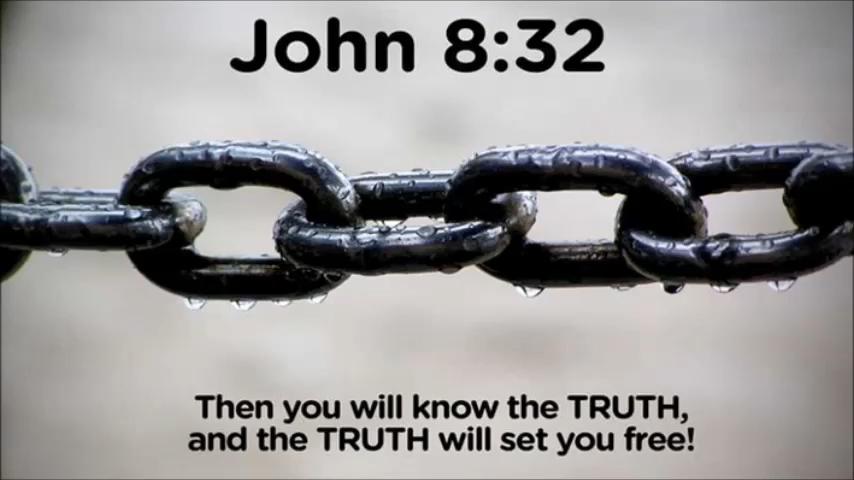 John 8:32
Then you will know the TRUTH,
and the TRUTH will set you free!